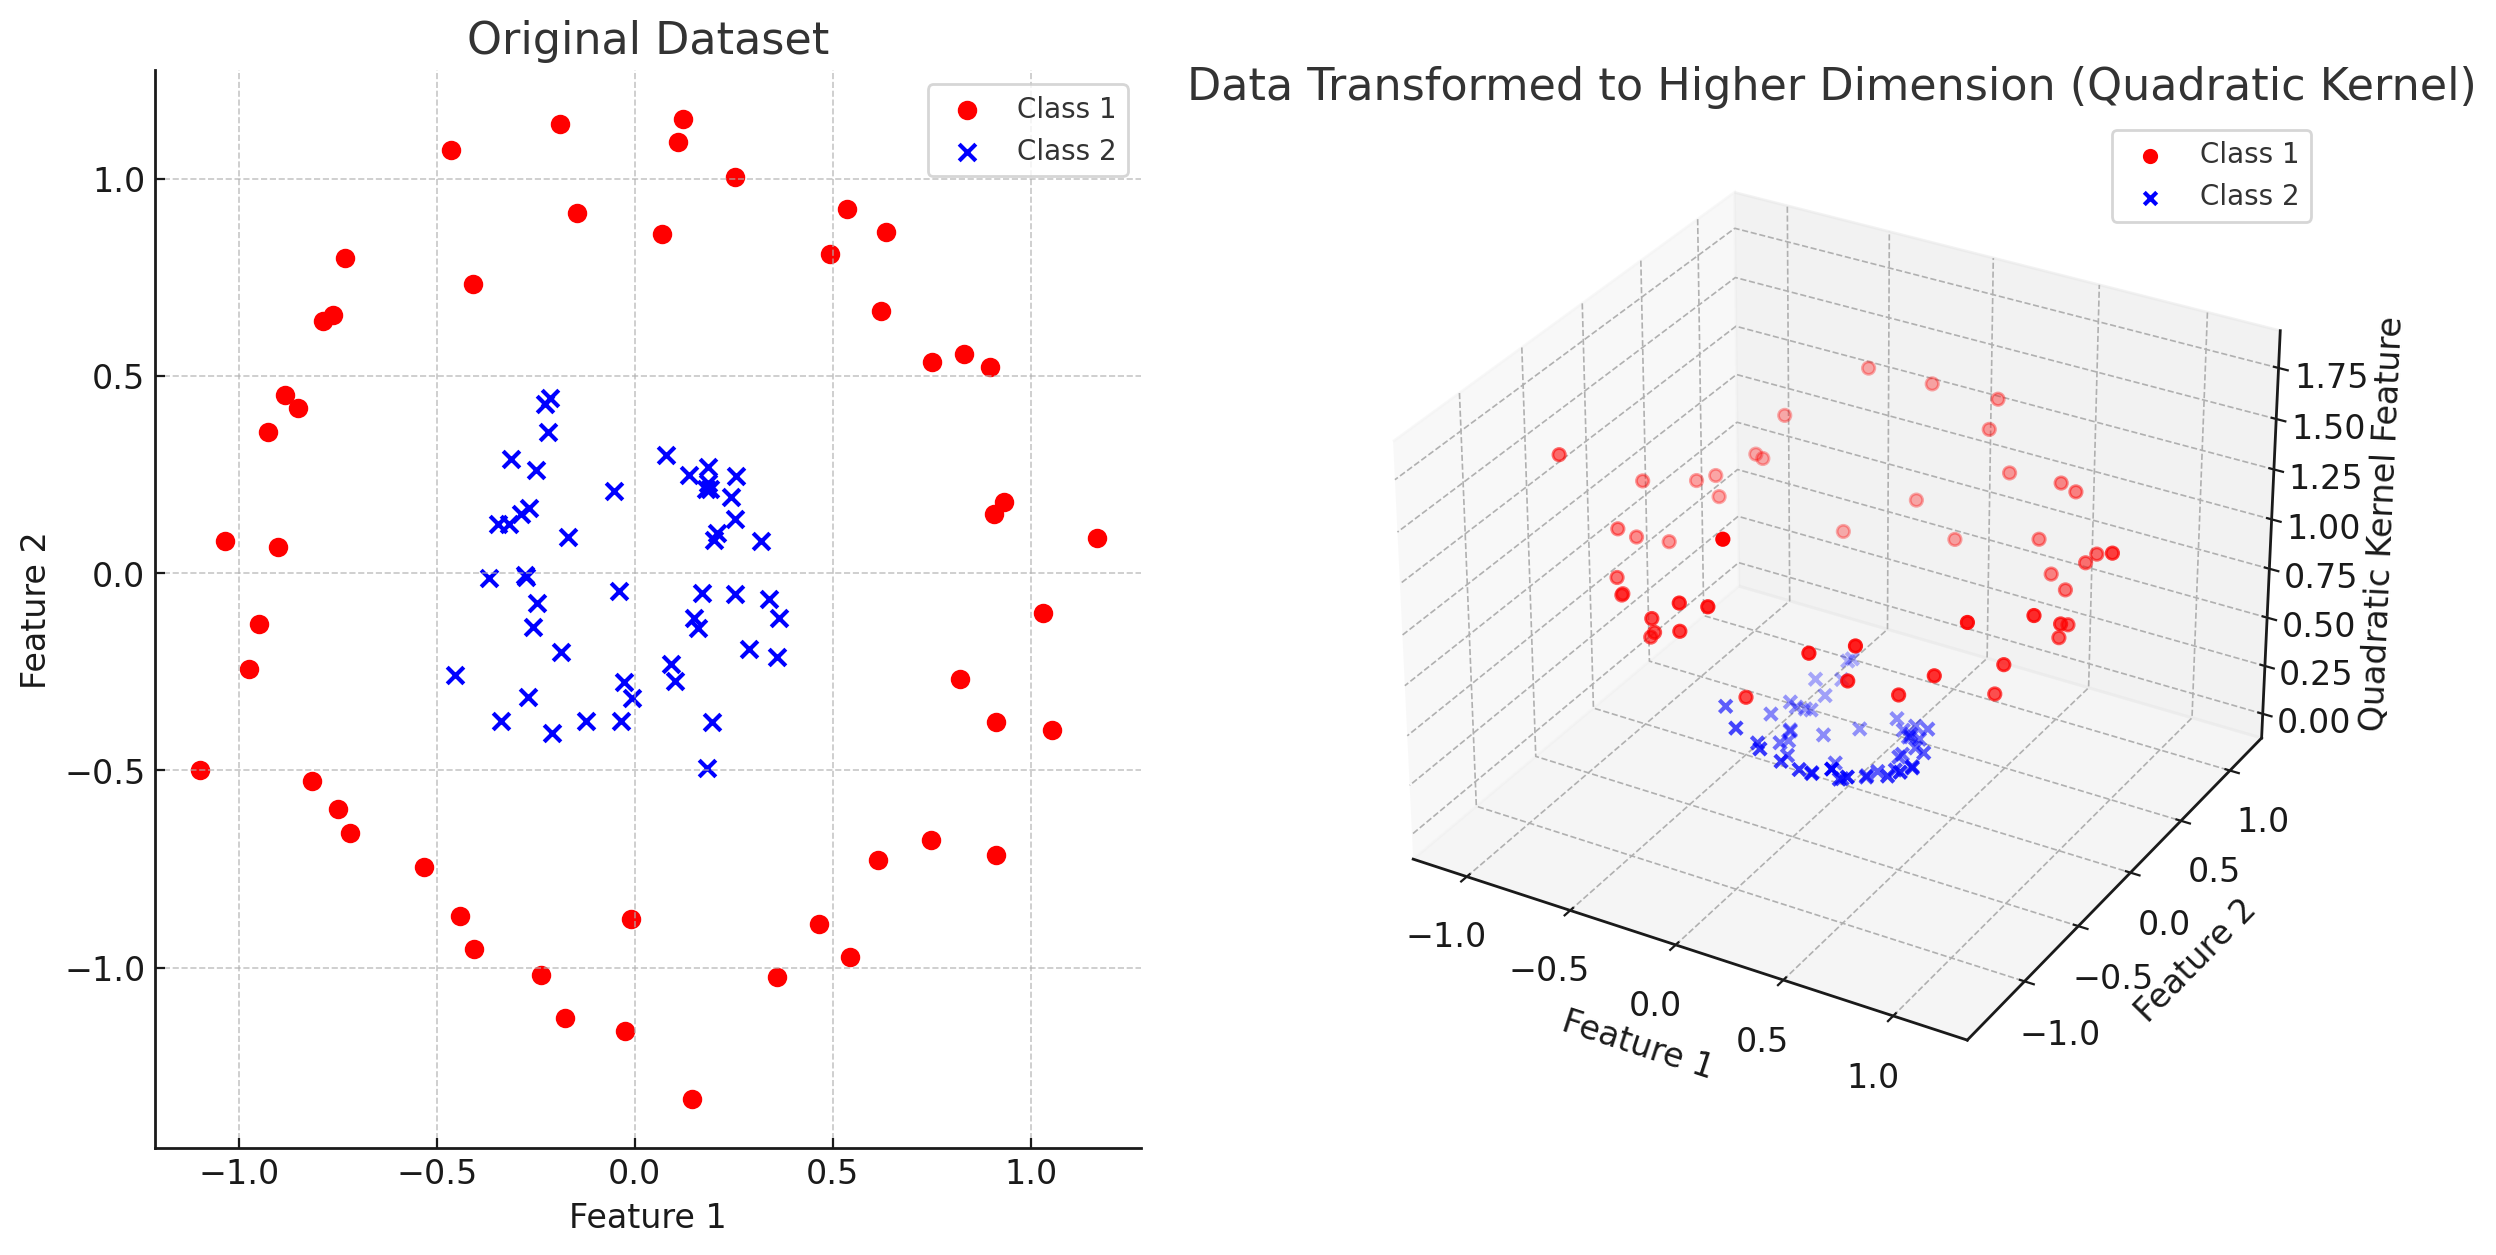 Original Dataset
Class 1
Class 2
1.0
0.5
0.0
−0.5
−1.0
Feature 2
−1.0
−0.5
0.0
0.5
1.0
Feature 1
Data Transformed to Higher Dimension (Quadratic Kernel)
Class 1
Class 2
1.75
1.50
1.25
1.00
0.75
0.50
0.25
0.00
Quadratic Kernel Feature
1.0
0.5
0.0
−0.5
−1.0
Feature 2
−1.0
−0.5
0.0
0.5
1.0
Feature 1